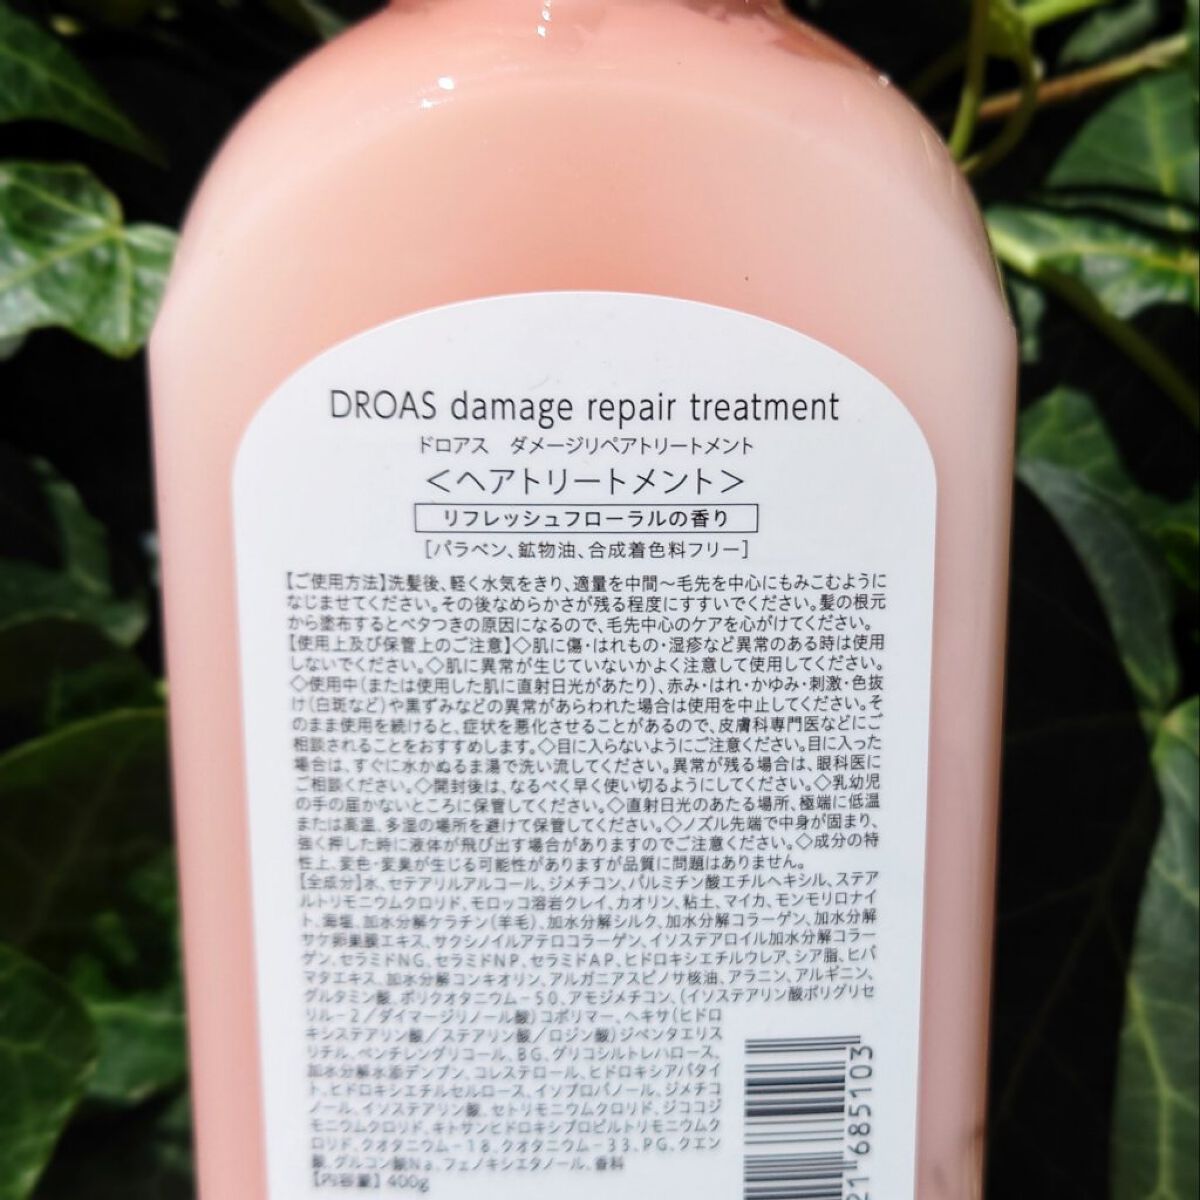 DROAS damage repair treatment
ドロアス　ダメージリペアトリートメント
＜ヘアトリートメント＞
リフレッシュフローラルの香り
[パラベン、鉱物油、合成着色料フリー]
【ご使用方法】洗髪後、軽く水気をきり、適量を中間～毛先を中心にもみこむように
なじませてください。その後なめらかさが残る程度にすすいでください。髪の根元
から塗布するとベタつきの原因になるので、毛先中心のケアを心がけてください。
【使用上及び保管上のご注意】◇肌に傷・はれもの・湿疹など異常のある時は使用
しないでください。◇肌に異常が生じていないかよく注意して使用してください。
◇使用中(または使用した肌に直射日光があたり)、赤み・はれ・かゆみ・刺激・色抜
け(白斑など)や黒ずみなどの異常があらわれた場合は使用を中止してください。そ
のまま使用を続けると、症状を悪化させることがあるので、皮膚科専門医などにご
相談されることをおすすめします。◇目に入らないようにご注意ください。目に入った
場合は、すぐに水かぬるま湯で洗い流してください。異常が残る場合は、眼科医に
ご相談ください。◇開封後は、なるべく早く使い切るようにしてください。◇乳幼児
の手の届かないところに保管してください。◇直射日光のあたる場所、極端に低温
または高温、多湿の場所を避けて保管してください。◇ノズル先端で中身が固まり、
強く押した時に液体が飛び出す場合がありますのでご注意ください。◇成分の特
性上、変色・変臭が生じる可能性がありますが品質に問題はありません。
【全成分】水、セテアリルアルコール、ジメチコン、パルミチン酸エチルヘキシル、ステア
ルトリモニウムクロリド、モロッコ溶岩クレイ、カオリン、粘土、マイカ、モンモリロナイ
ト、海塩、加水分解ケラチン(羊毛)、加水分解シルク、加水分解コラーゲン、加水分解
サケ卵巣膜エキス、サクシノイルアテロコラーゲン、イソステアロイル加水分解コラー
ゲン、セラミドNG、セラミドNP、セラミドAP、ヒドロキシエチルウレア、シア脂、ヒバ
マタエキス、加水分解コンキオリン、アルガニアスピノサ核油、アラニン、アルギニン、
グルタミン酸、ポリクオタニウム－50、アモジメチコン、(イソステアリン酸ポリグリセ
リル－2／ダイマージリノール酸)コポリマー、ヘキサ(ヒドロ
キシステアリン酸／ステアリン酸／ロジン酸)ジペンタエリス
リチル、ペンチレングリコール、BG、グリコシルトレハロース、
加水分解水添デンプン、コレステロール、ヒドロキシアパタイ
ト、ヒドロキシエチルセルロース、イソプロパノール、ジメチコ
ノール、イソステアリン酸、セトリモニウムクロリド、ジココジ
モニウムクロリド、キトサンヒドロキシプロピルトリモニウムク
ロリド、クオタニウム－18、クオタニウム－33、PG、クエン
酸、グルコン酸Na、フェノキシエタノール、香料
【内容量】400g
21 685103